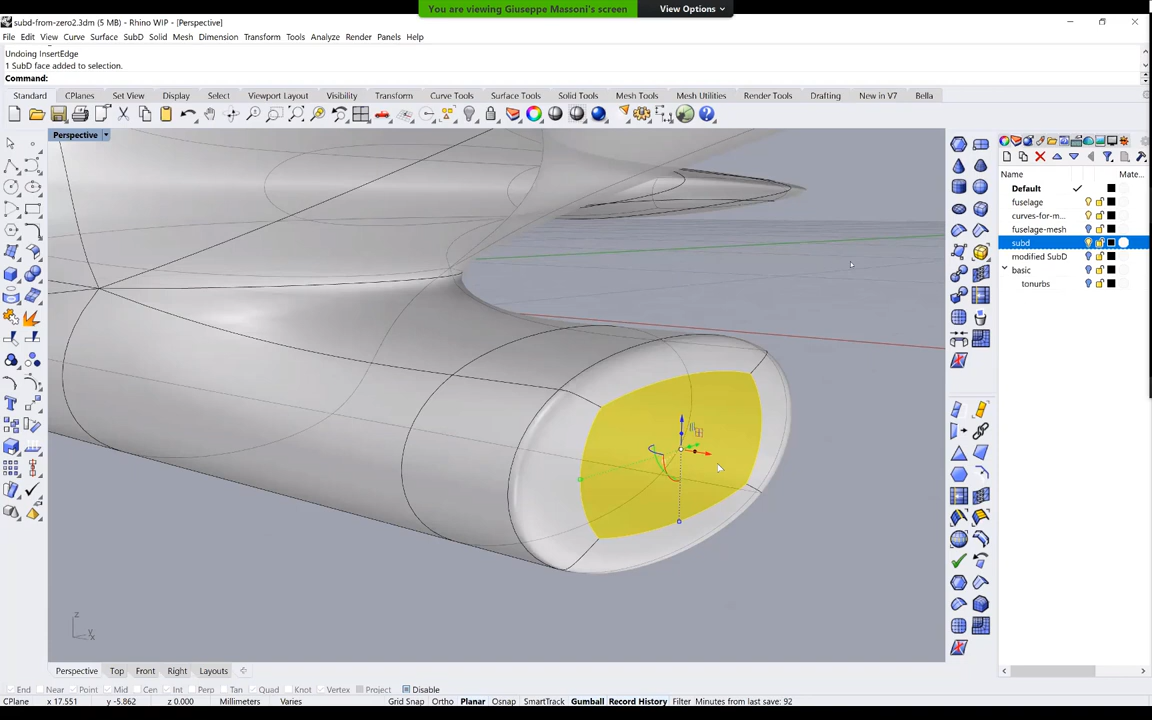 You are viewing Giuseppe Massoni's screen
View Options
subd-from-zero2.3dm (5 MB) - Rhino WIP - [Perspective]
File Edit View Curve Surface SubD Solid Mesh Dimension Transform Tools Analyze Render Panels Help
Undoing InsertEdge
1 SubD face added to selection.
Command:
Standard CPlanes Set View Display Select Viewport Layout Visibility Transform Curve Tools Surface Tools Solid Tools Mesh Tools Mesh Utilities Render Tools Drafting New in V7 Bella
Perspective
Name Mate...
Default
fuselage
curves-for-m...
fuselage-mesh
subd
modified SubD
basic
tonurbs
z
y
x
Perspective Top Front Right Layouts
End Near Point Mid Cen Int Perp Tan Quad Knot Vertex Project Disable
CPlane x 17.551 y -5.862 z 0.000 Millimeters Varies Grid Snap Ortho Planar Osnap SmartTrack Gumball Record History Filter Minutes from last save: 92